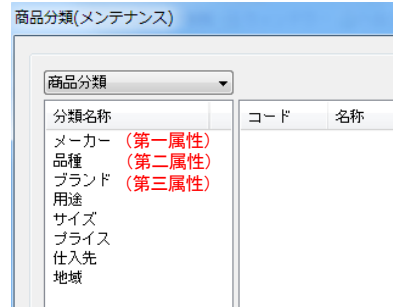 商品分類(メンテナンス)
商品分類
分類名称 コード 名称
メーカー (第一属性)
品種 (第二属性)
ブランド (第三属性)
用途
サイズ
プライス
仕入先
地域